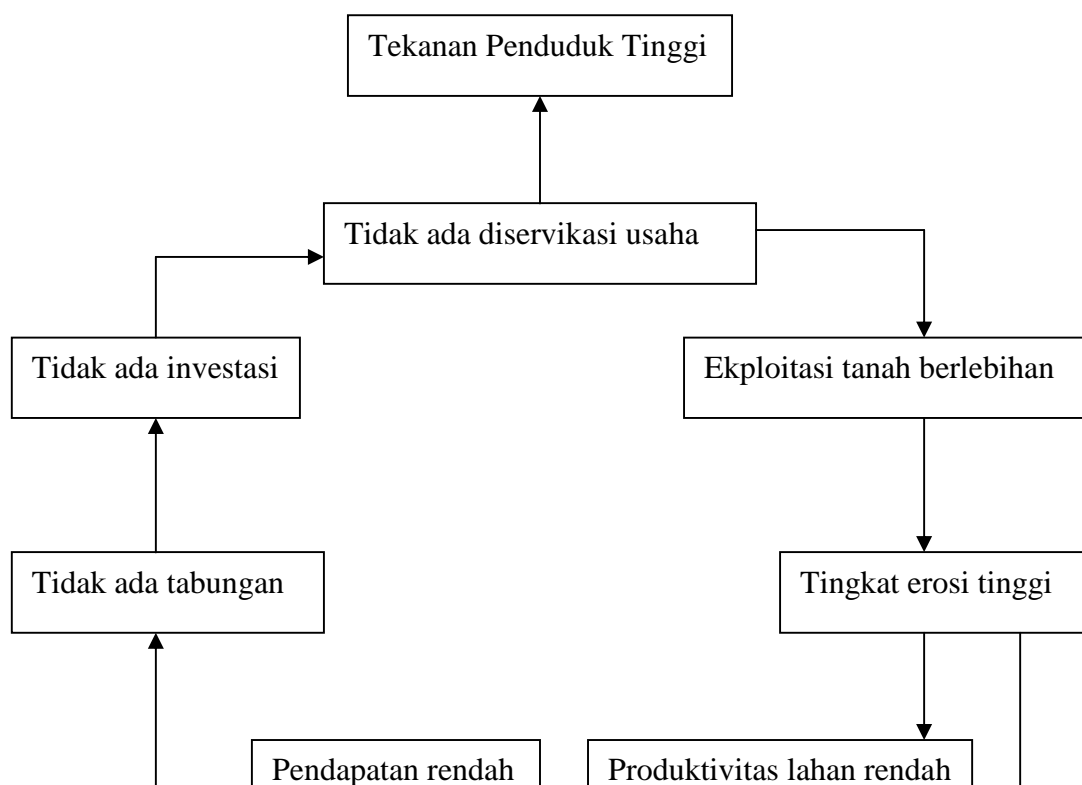 Tekanan Penduduk Tinggi
Tidak ada diservikasi usaha
Tidak ada investasi
Ekploitasi tanah berlebihan
Tidak ada tabungan
Tingkat erosi tinggi
Pendapatan rendah
Produktivitas lahan rendah